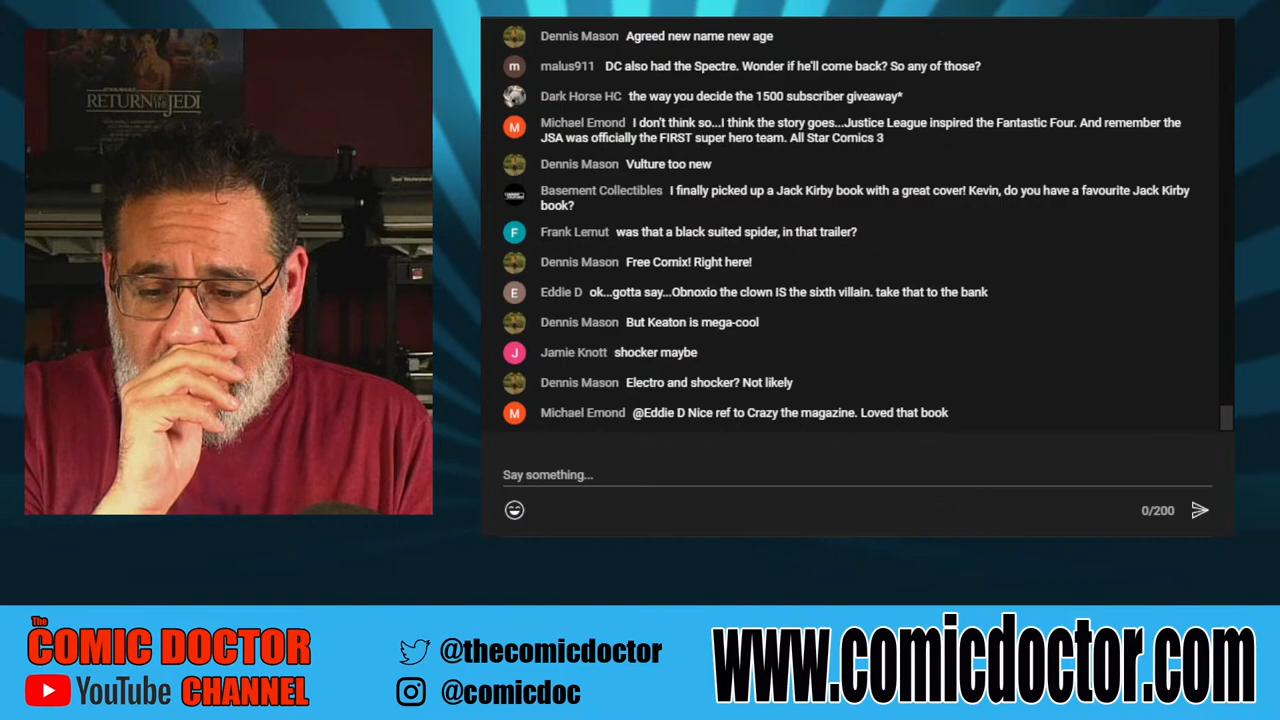 STAR WARS
RETURN OF THE JEDI
Dennis Mason Agreed new name new age
m malus911 DC also had the Spectre. Wonder if he'll come back? So any of those?
Dark Horse HC the way you decide the 1500 subscriber giveaway*
M Michael Emond I don't think so...I think the story goes...Justice League inspired the Fantastic Four. And remember the
JSA was officially the FIRST super hero team. All Star Comics 3
Dennis Mason Vulture too new
Basement Collectibles I finally picked up a Jack Kirby book with a great cover! Kevin, do you have a favourite Jack Kirby
book?
F Frank Lemut was that a black suited spider, in that trailer?
Dennis Mason Free Comix! Right here!
E Eddie D ok...gotta say...Obnoxio the clown IS the sixth villain. take that to the bank
Dennis Mason But Keaton is mega-cool
J Jamie Knott shocker maybe
Dennis Mason Electro and shocker? Not likely
M Michael Emond @Eddie D Nice ref to Crazy the magazine. Loved that book
Say something...
0/200
The
COMIC DOCTOR
YouTube CHANNEL
@thecomicdoctor
@comicdoc
www.comicdoctor.com